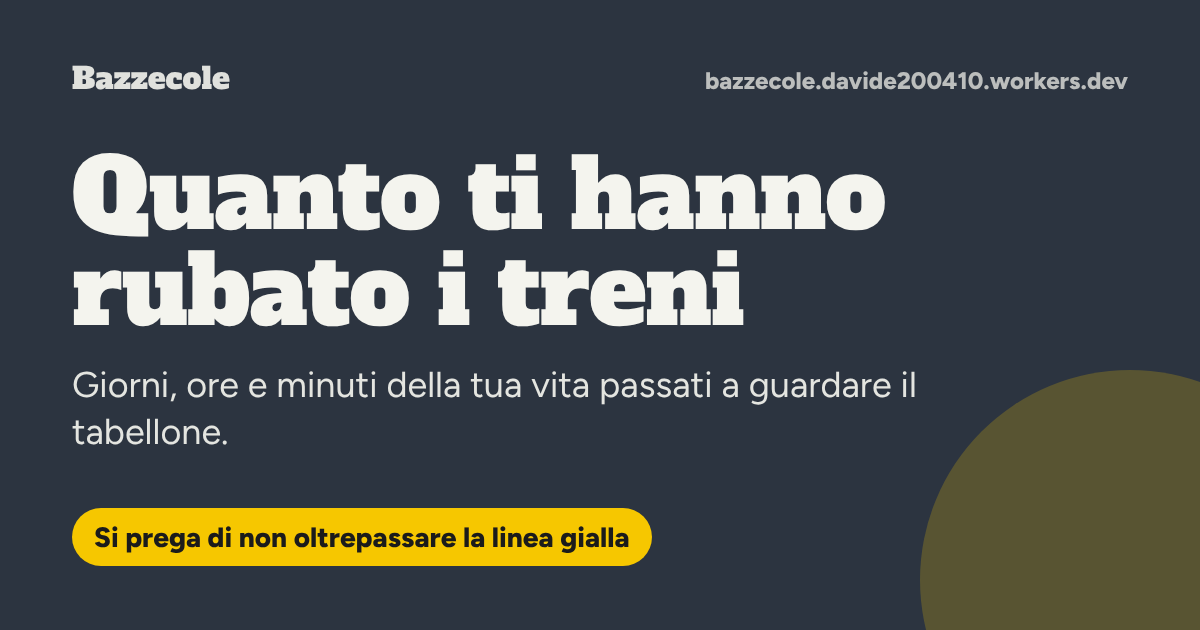 Bazzecole
bazzecole.davide200410.workers.dev
Quanto ti hanno
rubato i treni
Giorni, ore e minuti della tua vita passati a guardare il
tabellone.
Si prega di non oltrepassare la linea gialla